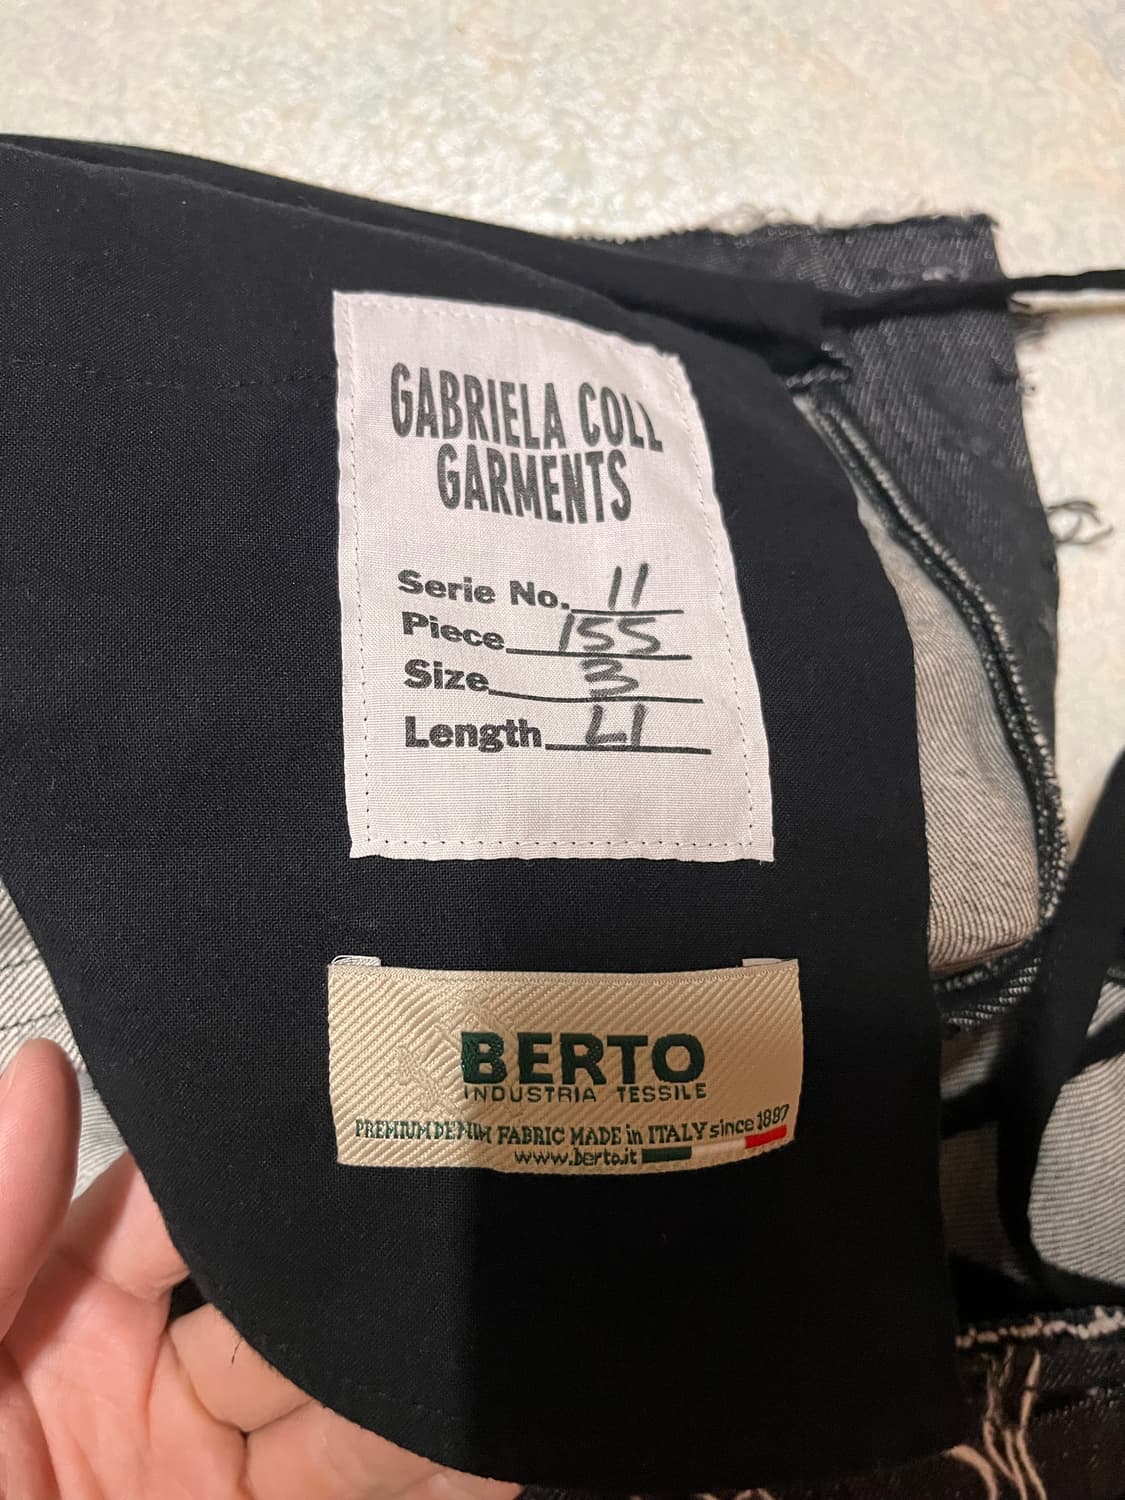 GABRIELA COLL
GARMENTS
Serie No. 11
Piece 155
Size 3
Length L1
BERTO
INDUSTRIA TESSILE
PREMIUM DENIM FABRIC MADE in ITALY since 1887
www.berto.it